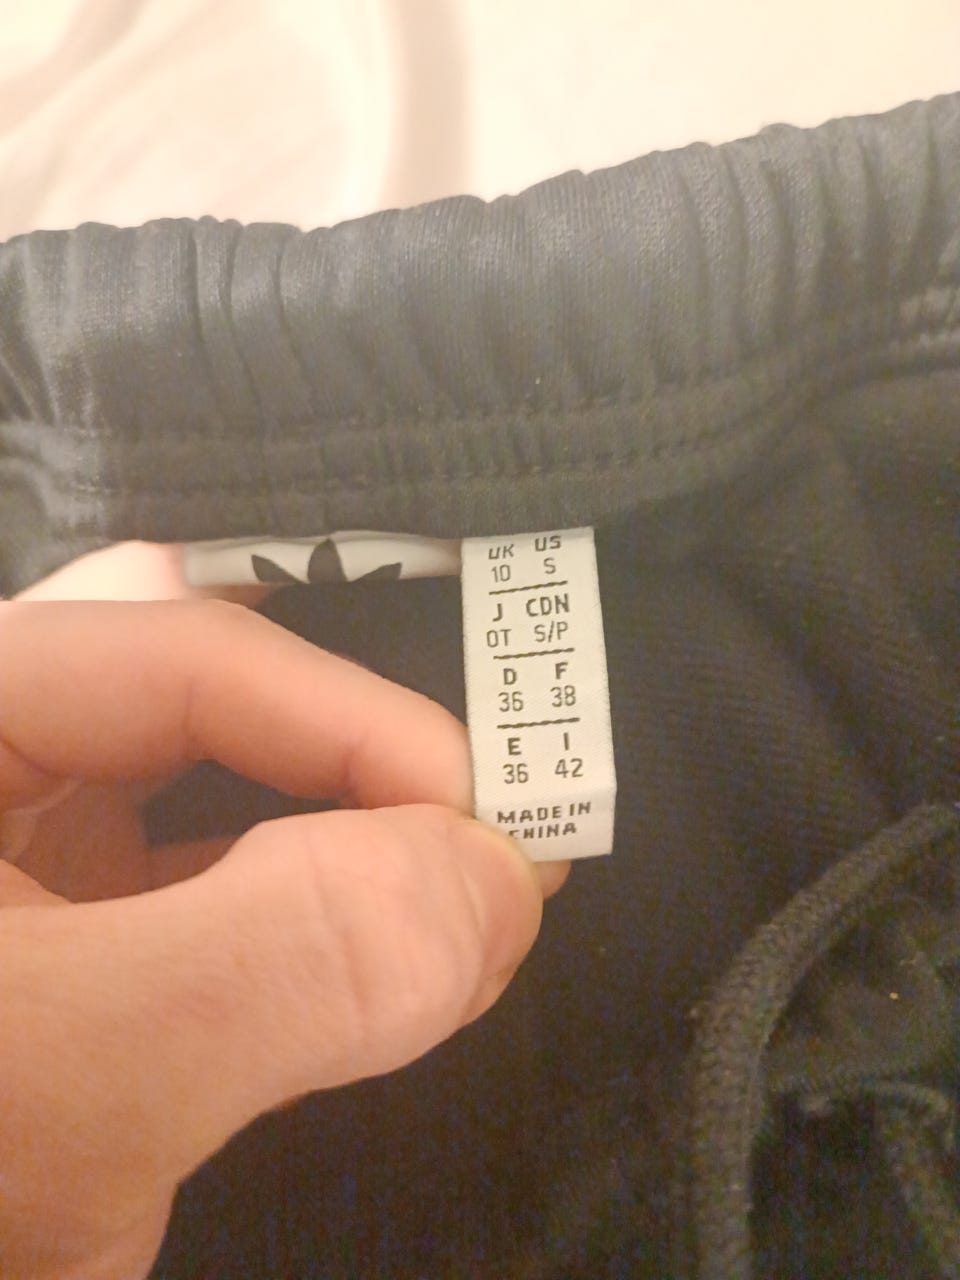 UK US
10 S
J CDN
OT S/P
D F
36 38
E I
36 42
MADE IN
CHINA